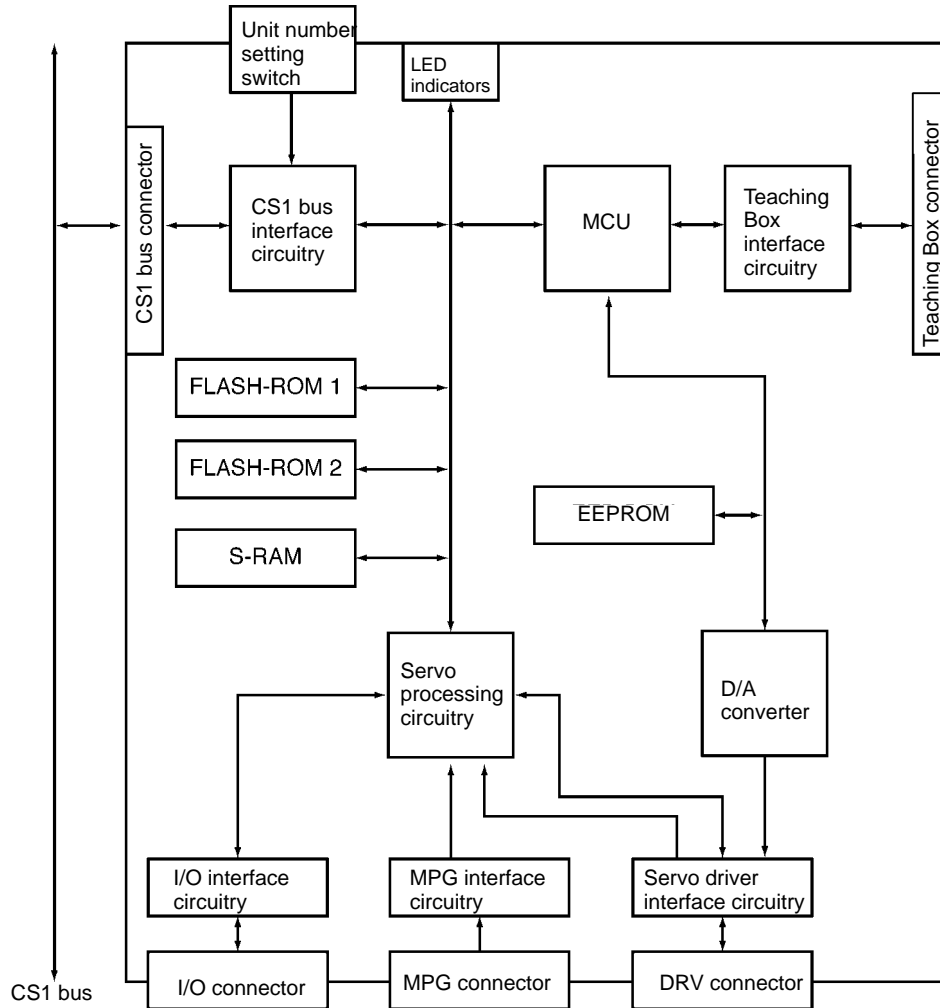 Unit number
setting
switch
LED
indicators
CS1 bus connector
CS1 bus
interface
circuitry
MCU
Teaching
Box
interface
circuitry
Teaching Box connector
FLASH-ROM 1
FLASH-ROM 2
EEPROM
S-RAM
Servo
processing
circuitry
D/A
converter
I/O interface
circuitry
MPG interface
circuitry
Servo driver
interface circuitry
I/O connector
MPG connector
DRV connector
CS1 bus